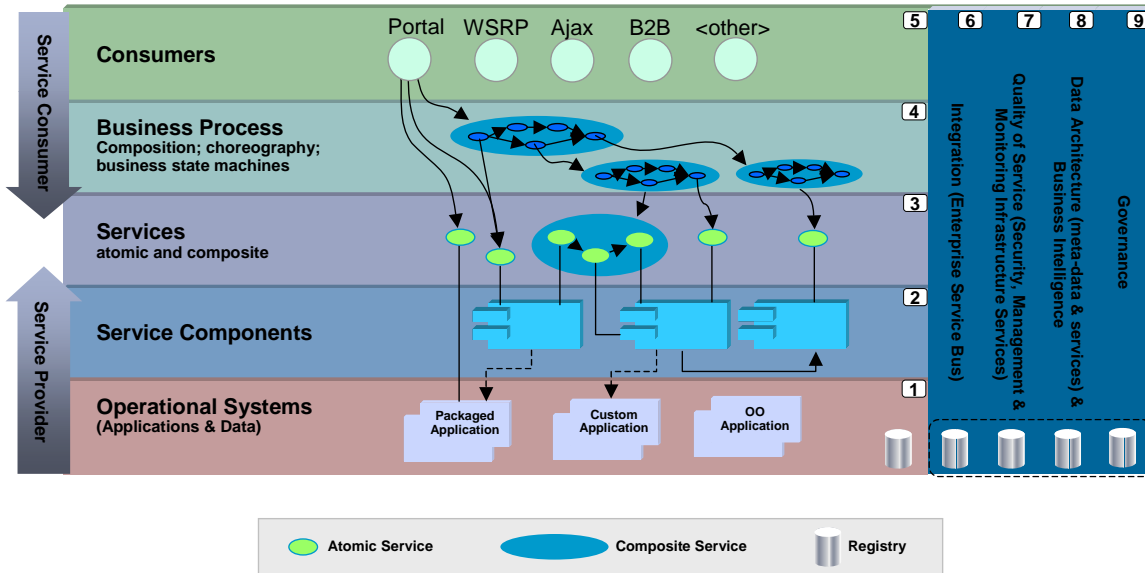 Service Consumer
Service Provider
Consumers
Portal
WSRP
Ajax
B2B
<other>
5
Business Process
Composition; choreography;
business state machines
4
Services
atomic and composite
3
Service Components
2
Operational Systems
(Applications & Data)
Packaged
Application
Custom
Application
OO
Application
1
6
Integration (Enterprise Service Bus)
7
Quality of Service (Security, Management &
Monitoring Infrastructure Services)
8
Data Architecture (meta-data & services) &
Business Intelligence
9
Governance
Atomic Service
Composite Service
Registry